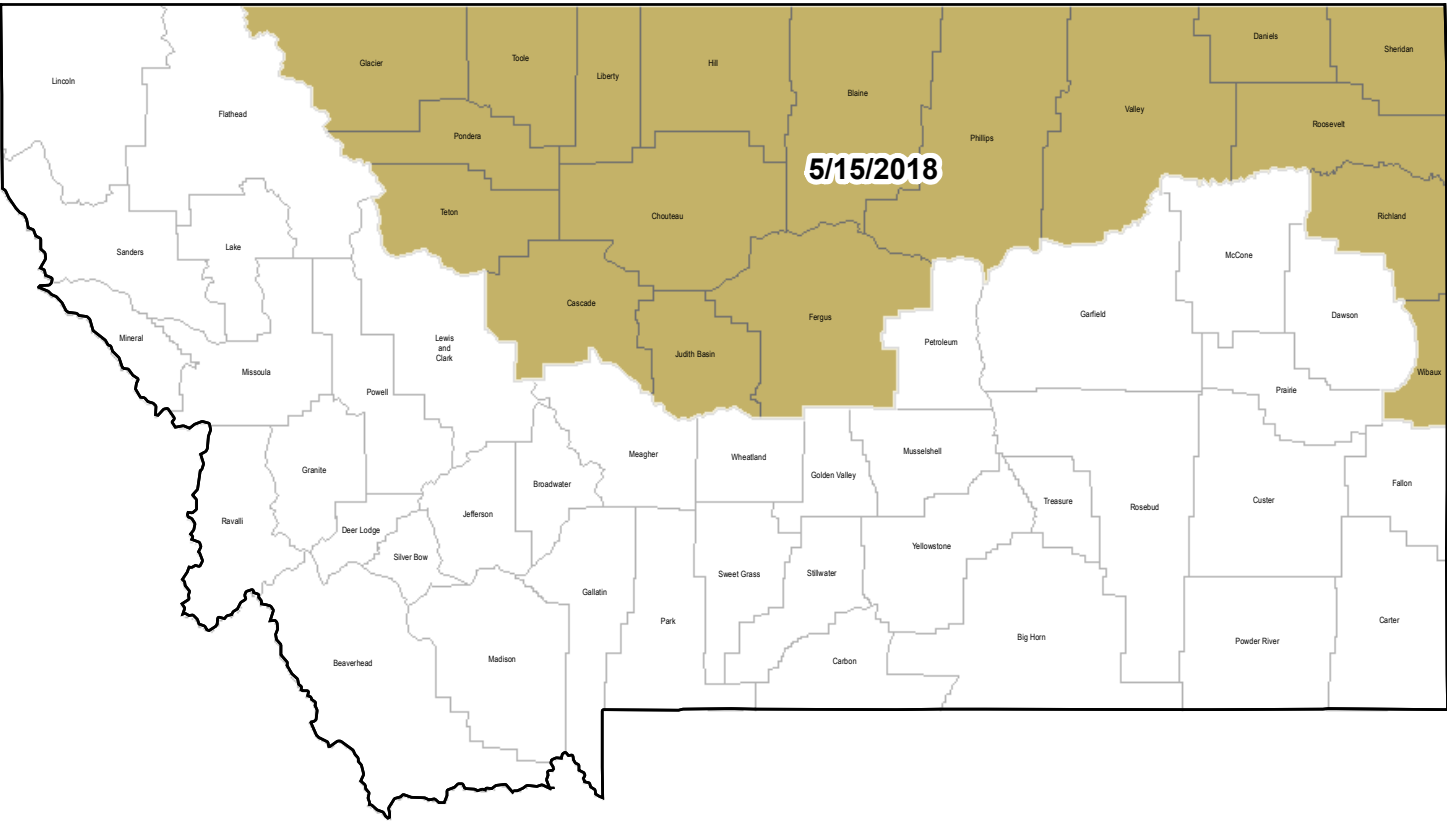 Daniels
Sheridan
Glacier
Toole
Liberty
Hill
Lincoln
Blaine
Flathead
Valley
Roosevelt
Pondera
Phillips
5/15/2018
Teton
Chouteau
Richland
Sanders
Lake
McCone
Cascade
Garfield
Dawson
Fergus
Mineral
Lewis
and
Clark
Petroleum
Judith Basin
Missoula
Wibaux
Powell
Prairie
Meagher
Wheatland
Musselshell
Granite
Golden Valley
Broadwater
Fallon
Treasure
Custer
Rosebud
Jefferson
Ravalli
Deer Lodge
Silver Bow
Yellowstone
Sweet Grass
Stillwater
Gallatin
Park
Carter
Big Horn
Powder River
Beaverhead
Madison
Carbon